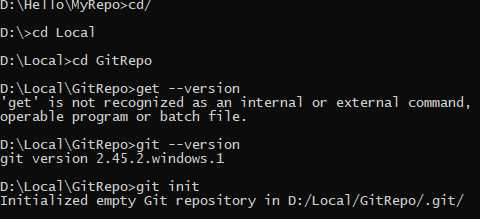 D:\Hello\MyRepo>cd/
D:\>cd Local
D:\Local>cd GitRepo
D:\Local\GitRepo>get --version
'get' is not recognized as an internal or external command,
operable program or batch file.
D:\Local\GitRepo>git --version
git version 2.45.2.windows.1
D:\Local\GitRepo>git init
Initialized empty Git repository in D:/Local/GitRepo/.git/